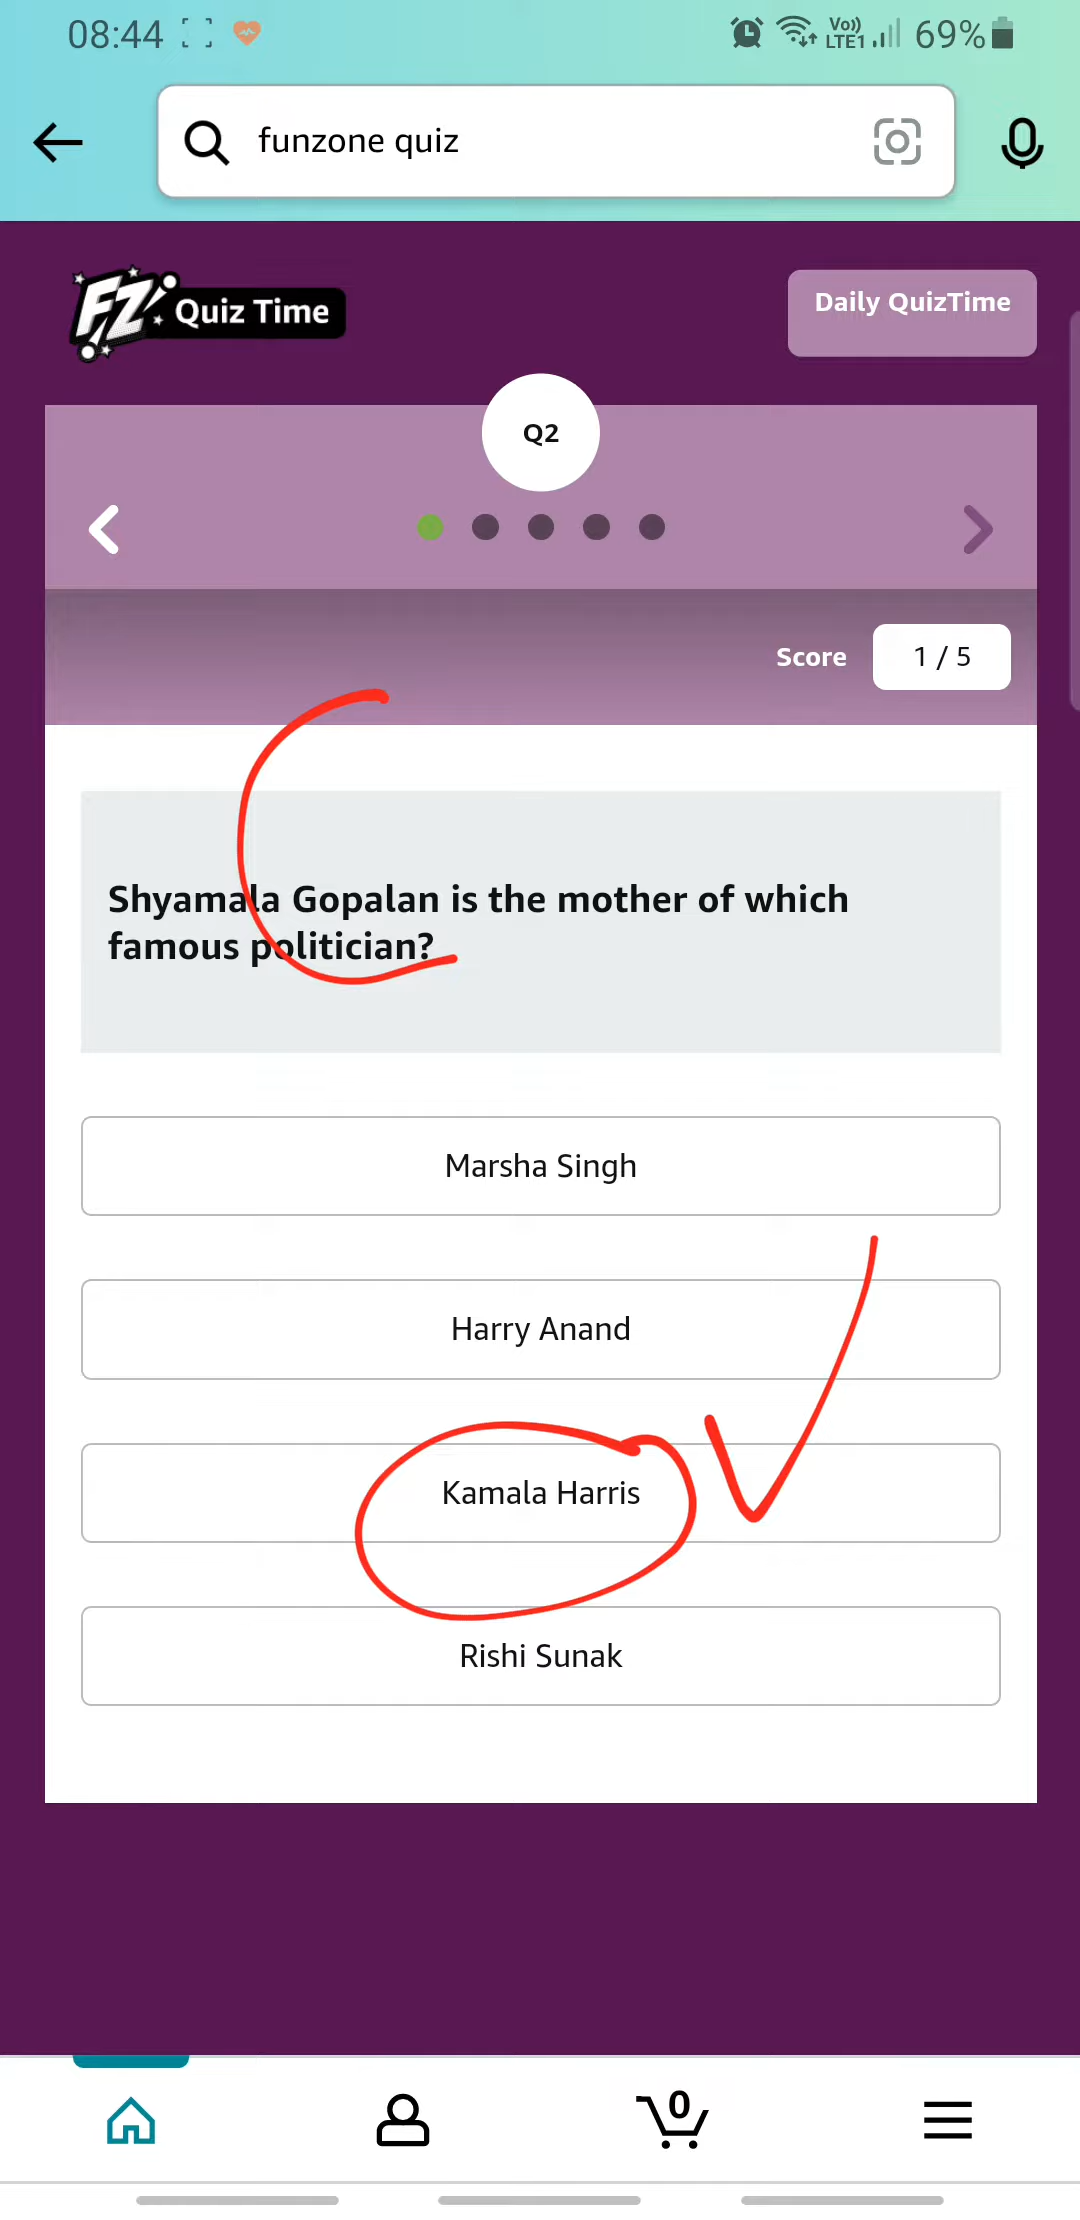 08:44
Vo))
LTE1
69%
funzone quiz
FZ
Quiz Time
Daily QuizTime
Q2
Score
1 / 5
Shyamala Gopalan is the mother of which
famous politician?
Marsha Singh
Harry Anand
Kamala Harris
Rishi Sunak
0